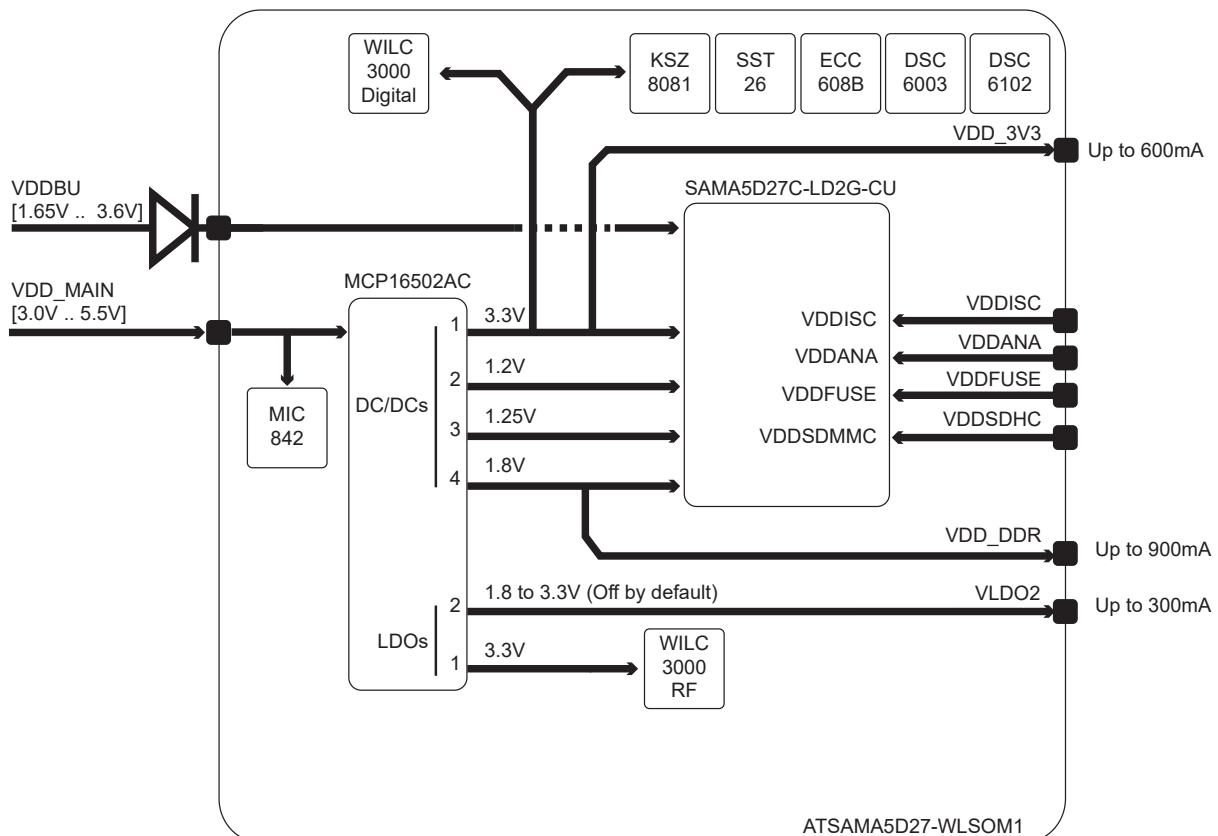 WILC
3000
Digital
KSZ
8081
SST
26
ECC
608B
DSC
6003
DSC
6102
VDD_3V3
Up to 600mA
VDDBU
[1.65V ..  3.6V]
SAMA5D27C-LD2G-CU
VDD_MAIN
[3.0V .. 5.5V]
MCP16502AC
DC/DCs
1
3.3V
2
1.2V
3
1.25V
4
1.8V
MIC
842
VDDISC
VDDANA
VDDFUSE
VDDSDMMC
VDDISC
VDDANA
VDDFUSE
VDDSDHC
VDD_DDR
Up to 900mA
LDOs
2
1.8 to 3.3V (Off by default)
VLDO2
Up to 300mA
1
3.3V
WILC
3000
RF
ATSAMA5D27-WLSOM1